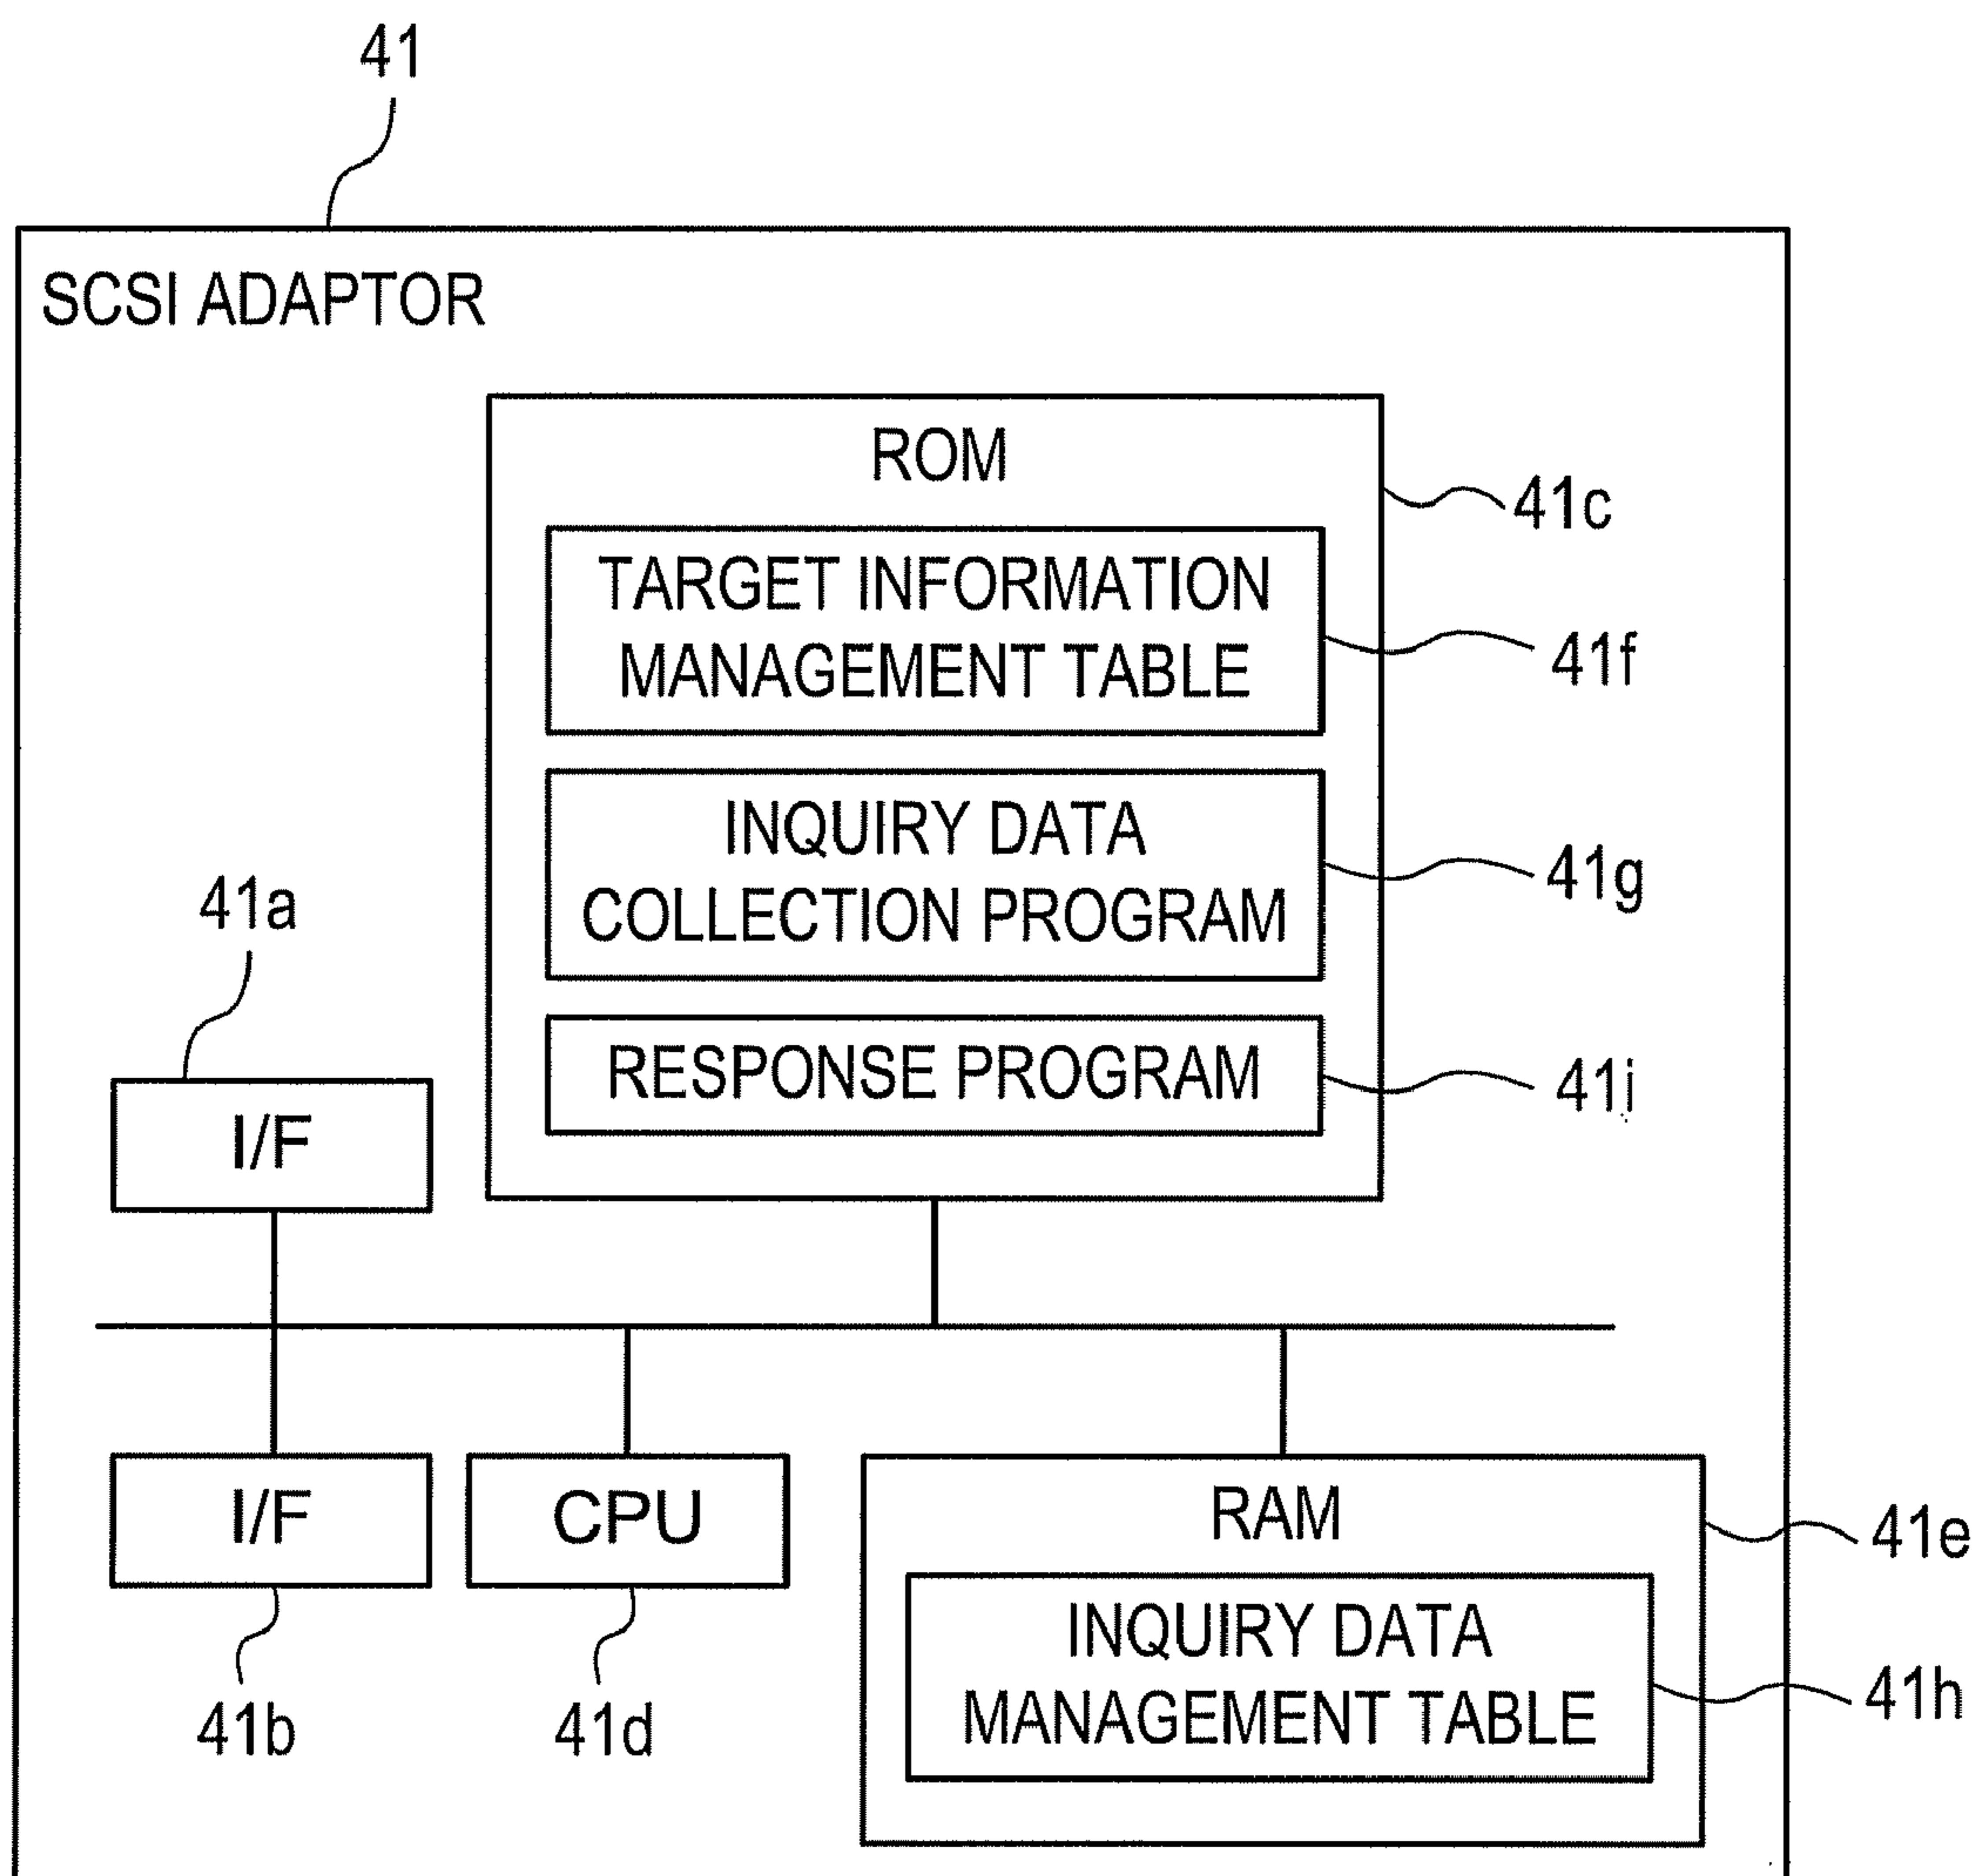 41
SCSI ADAPTOR
ROM
41c
TARGET INFORMATION
MANAGEMENT TABLE
41f
INQUIRY DATA
COLLECTION PROGRAM
41g
41a
RESPONSE PROGRAM
41i
I/F
I/F
CPU
RAM
41e
INQUIRY DATA
MANAGEMENT TABLE
41h
41b
41d